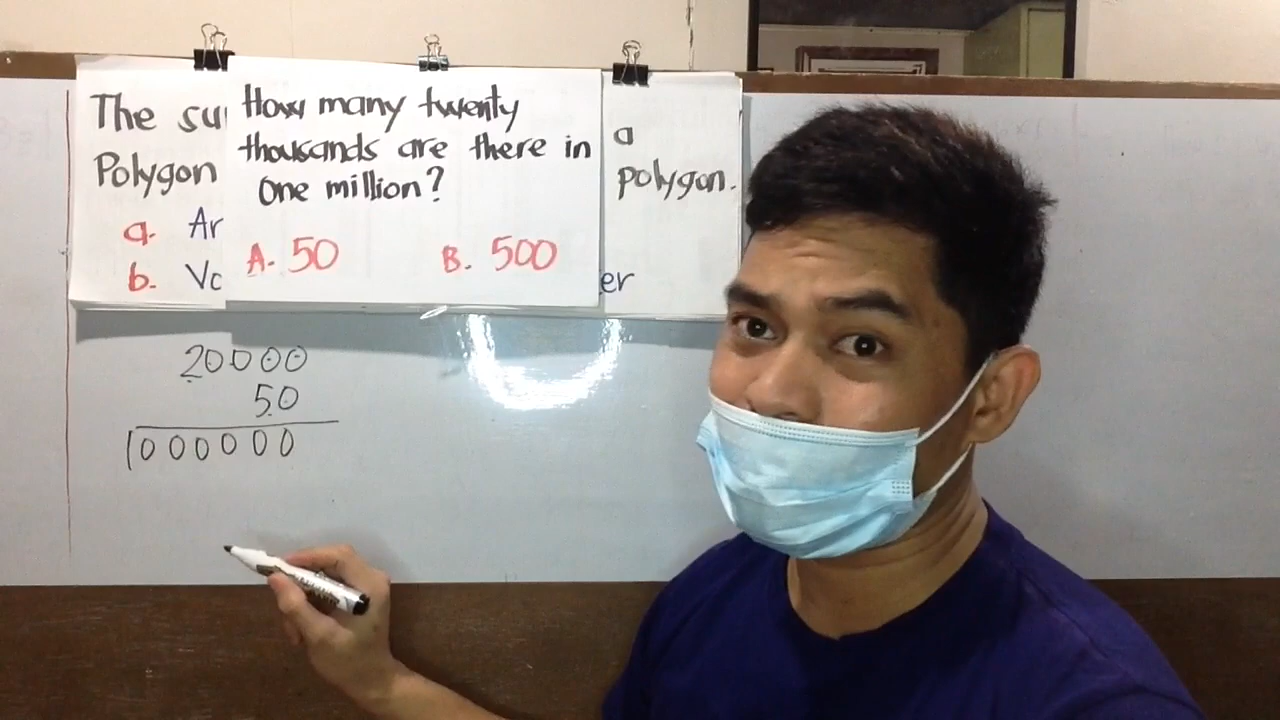 How many twenty
thousands are there in
one million?
A. 50 B. 500
The su
Polygon
a. Ar
b. Vc
a
polygon.
er
20000
50
1000000